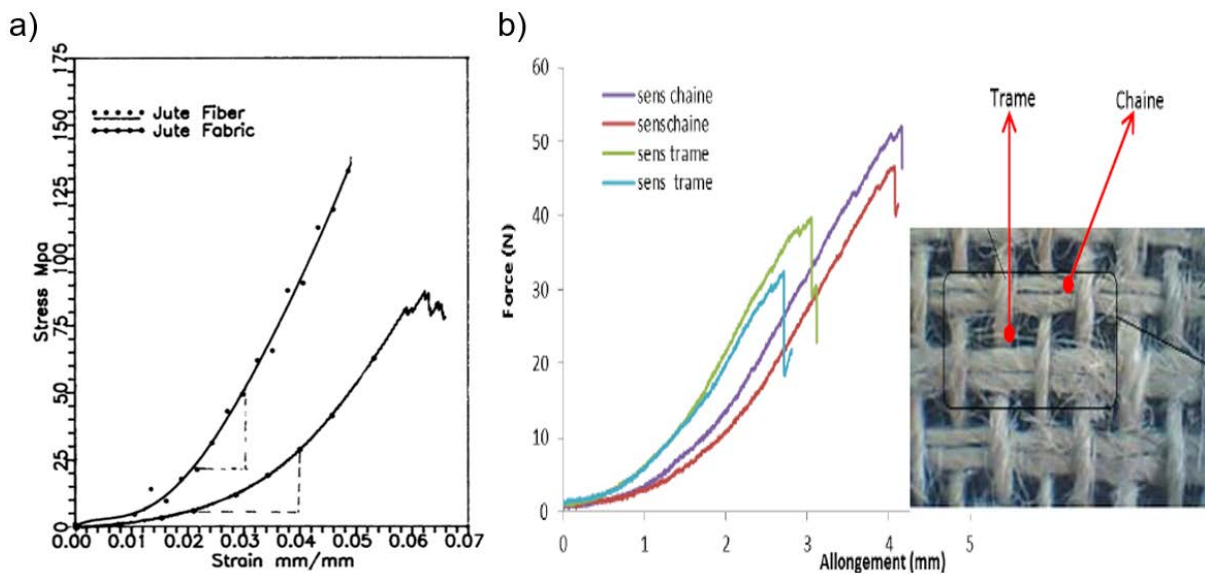 a)
175
150
125
100
75
50
25
0
Stress Mpa
Jute Fiber
Jute Fabric
0.00 0.01 0.02 0.03 0.04 0.05 0.06 0.07
Strain mm/mm
b)
60
50
40
30
20
10
0
Force (N)
sens chaine
senschaine
sens trame
sens trame
0 1 2 3 4 5
Allongement (mm)
Trame
Chaine